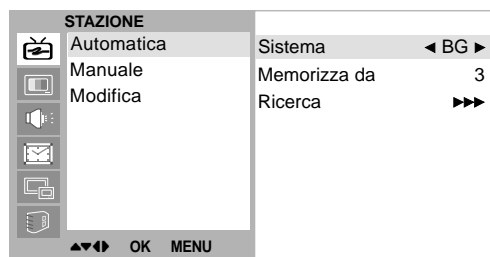 STAZIONE
Automatica
Manuale
Modifica
Sistema ◄ BG ►
Memorizza da 3
Ricerca ►►►
▲▼◄► OK MENU